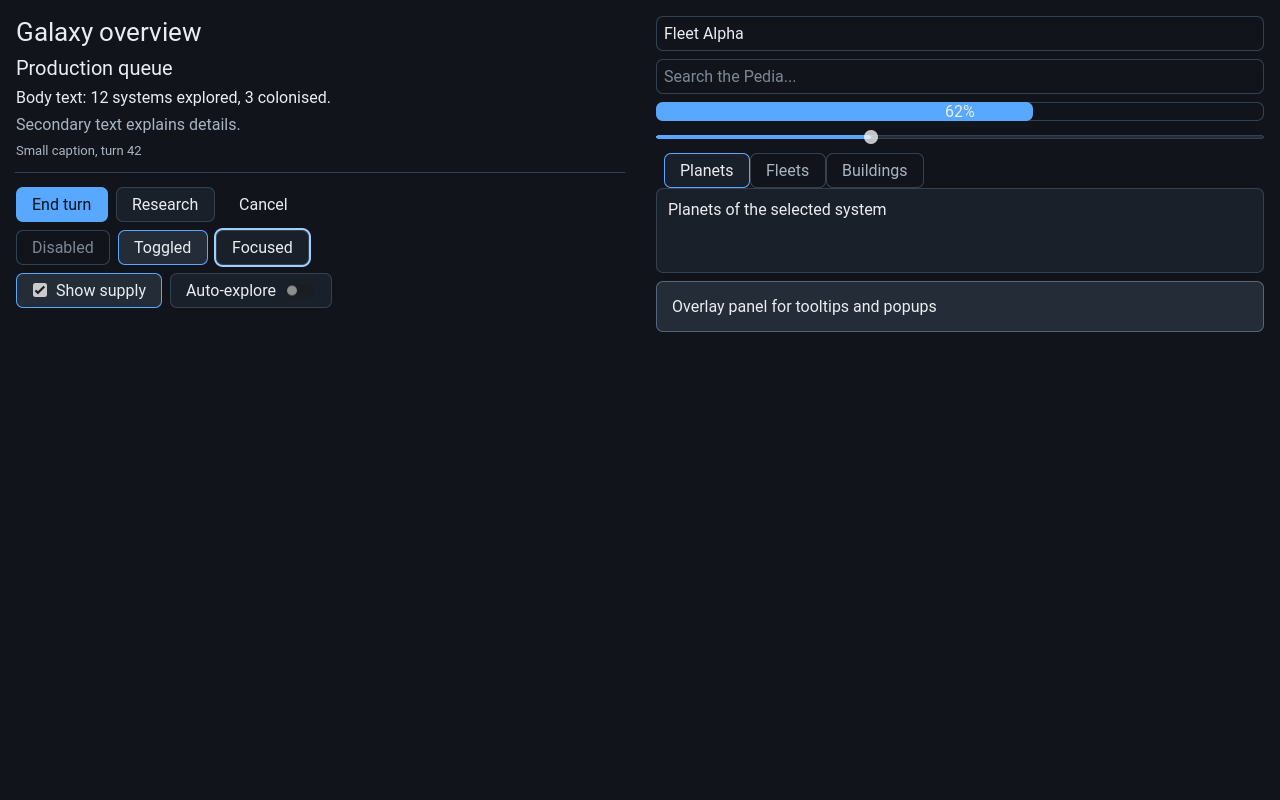 Galaxy overview
Production queue
Body text: 12 systems explored, 3 colonised.
Secondary text explains details.
Small caption, turn 42
End turn
Research
Cancel
Disabled
Toggled
Focused
Show supply
Auto-explore
Fleet Alpha
Search the Pedia...
62%
Planets
Fleets
Buildings
Planets of the selected system
Overlay panel for tooltips and popups